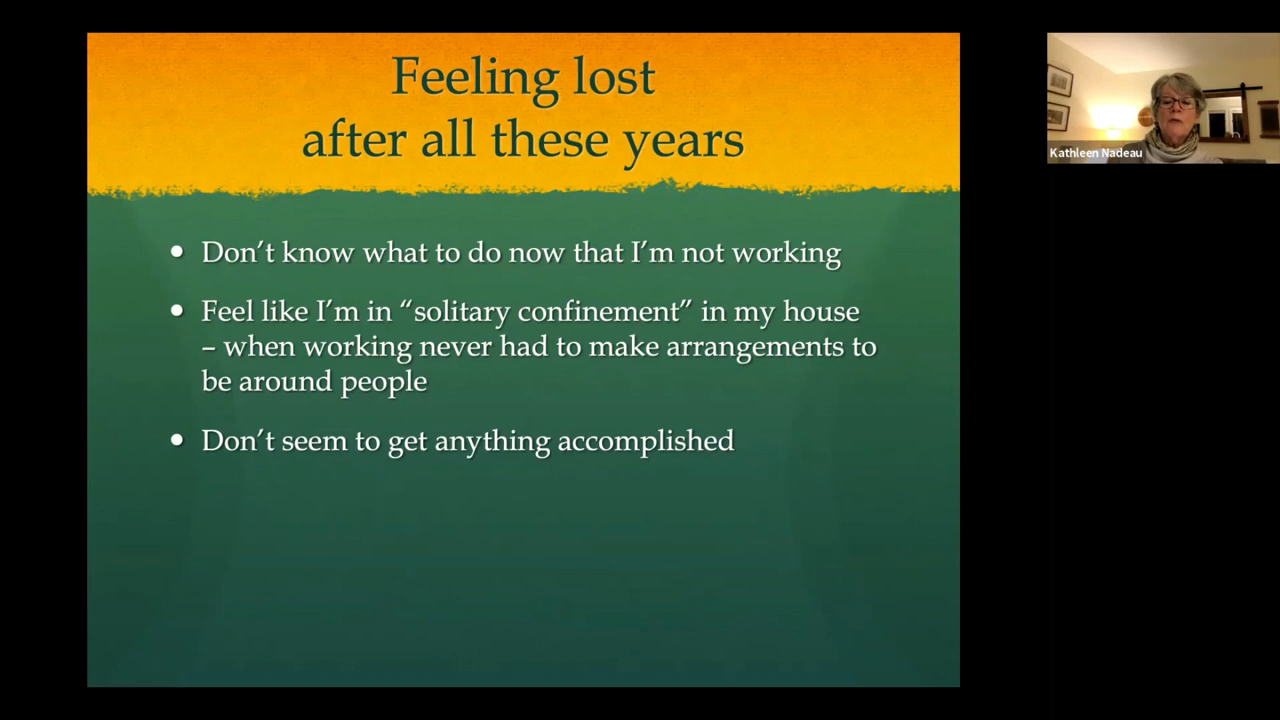 Feeling lost
after all these years
• Don’t know what to do now that I’m not working
• Feel like I’m in “solitary confinement” in my house
– when working never had to make arrangements to
be around people
• Don’t seem to get anything accomplished
Kathleen Nadeau